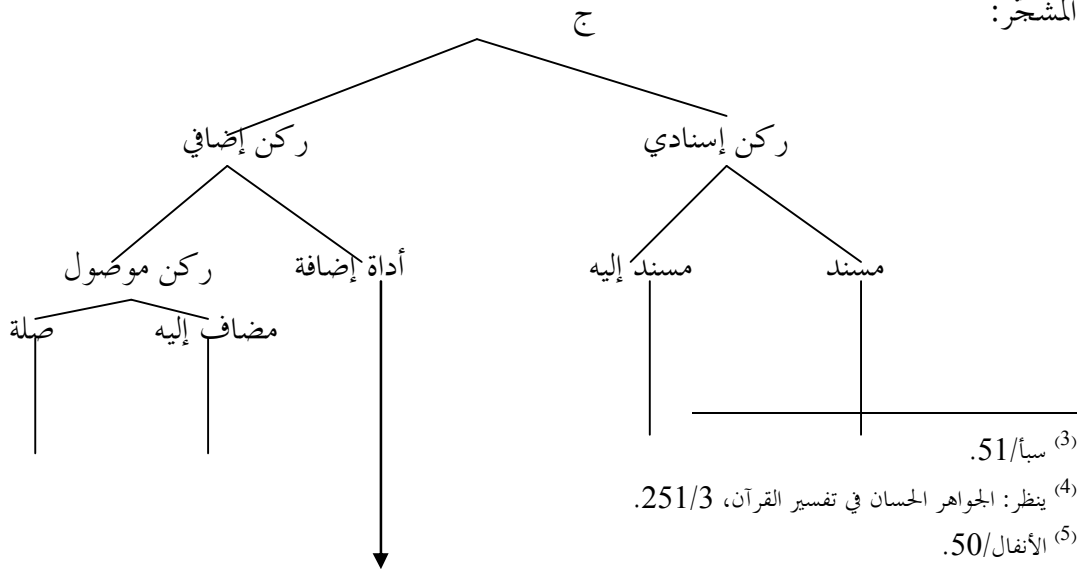 المشجّر:
ج
ركن إسنادي ركن إضافي
مسند مسند إليه أداة إضافة ركن موصول
مضاف إليه صلة
(3) سبأ/51.
(4) ينظر: الجواهر الحسان في تفسير القرآن، 251/3.
(5) الأنفال/50.